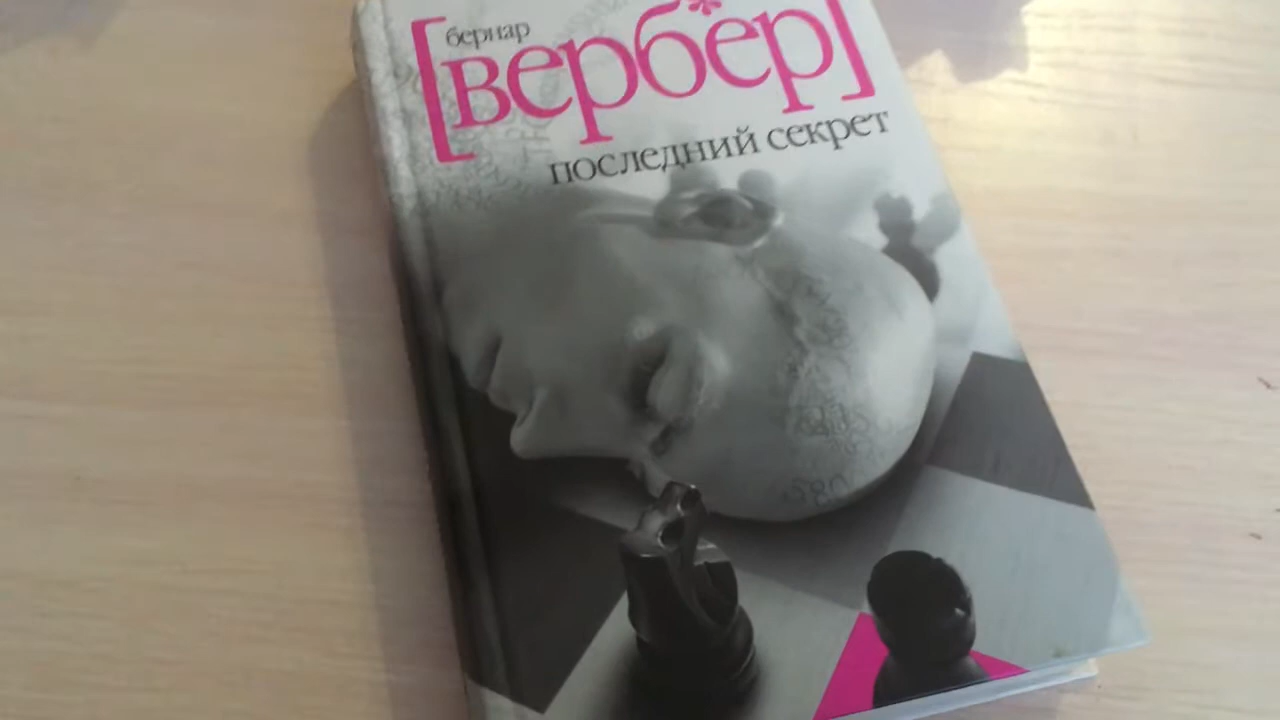 бернар
[вербер]
последний секрет